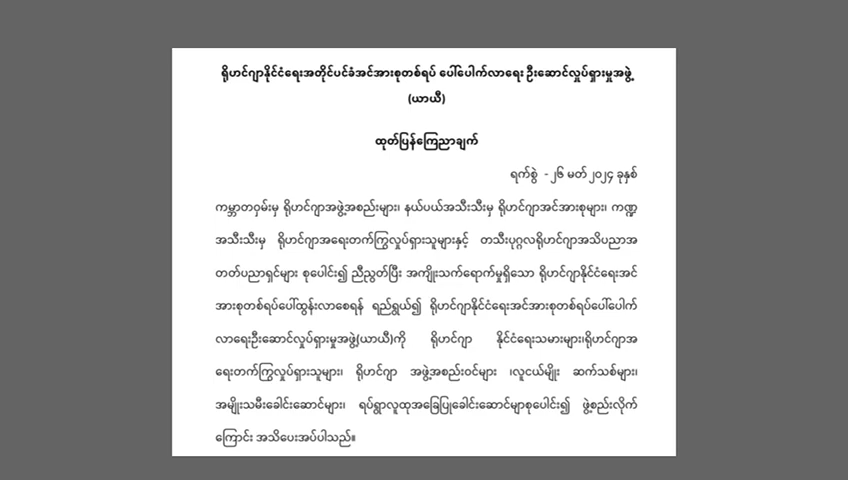 ရိုဟင်ဂျာနိုင်ငံရေးအတိုင်ပင်ခံအင်အားစုတစ်ရပ် ပေါ်ပေါက်လာရေး ဦးဆောင်လှုပ်ရှားမှုအဖွဲ့
(ယာယီ)
ထုတ်ပြန်ကြေညာချက်
ရက်စွဲ - ၂၆ မတ် ၂၀၂၄ ခုနှစ်
ကမ္ဘာတဝှမ်းမှ ရိုဟင်ဂျာအဖွဲ့အစည်းများ၊ နယ်ပယ်အသီးသီးမှ ရိုဟင်ဂျာအင်အားစုများ၊ ကဏ္ဍ
အသီးသီးမှ ရိုဟင်ဂျာအရေးတက်ကြွလှုပ်ရှားသူများနှင့် တသီးပုဂ္ဂလရိုဟင်ဂျာအသိပညာအ
တတ်ပညာရှင်များ စုပေါင်း၍ ညီညွတ်ပြီး အကျိုးသက်ရောက်မှုရှိသော ရိုဟင်ဂျာနိုင်ငံရေးအင်
အားစုတစ်ရပ်ပေါ်ထွန်းလာစေရန် ရည်ရွယ်၍ ရိုဟင်ဂျာနိုင်ငံရေးအင်အားစုတစ်ရပ်ပေါ်ပေါက်
လာရေးဦးဆောင်လှုပ်ရှားမှုအဖွဲ့(ယာယီ)ကို ရိုဟင်ဂျာ နိုင်ငံရေးသမားများ၊ရိုဟင်ဂျာအ
ရေးတက်ကြွလှုပ်ရှားသူများ၊ ရိုဟင်ဂျာ အဖွဲ့အစည်းဝင်များ ၊လူငယ်မျိုး ဆက်သစ်များ၊
အမျိုးသမီးခေါင်းဆောင်များ၊ ရပ်ရွာလူထုအခြေပြုခေါင်းဆောင်မျာစုပေါင်း၍ ဖွဲ့စည်းလိုက်
ကြောင်း အသိပေးအပ်ပါသည်။